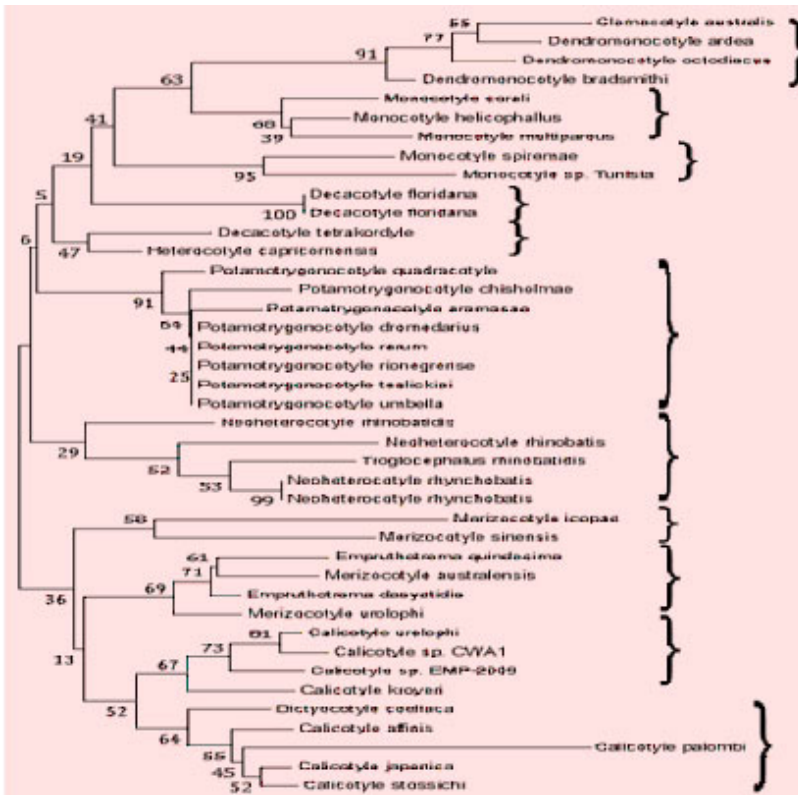 55
Clemacotyle australis
77
Dendromonocotyle ardea
Dendromonocotyle octodiscus
91
Dendromonocotyle bradsmithi
63
Monocotyle corali
68
Monocotyle helicophallus
39
Monocotyle multiparous
41
Monocotyle spiremae
95
Monocotyle sp. Tunisia
19
Decacotyle floridana
100
Decacotyle floridana
5
Decacotyle tetrakordyle
47
Heterocotyle capricornensis
6
Potamotrygonocotyle quadracotyle
91
Potamotrygonocotyle chisholmae
64
Potamotrygonocotyle aramasae
Potamotrygonocotyle dromedarius
44
Potamotrygonocotyle rarum
25
Potamotrygonocotyle rionegrense
Potamotrygonocotyle tsalickisi
Potamotrygonocotyle umbella
Neoheterocotyle rhinobatidis
29
Neoheterocotyle rhinobatis
52
Troglocephalus rhinobatidis
53
Neoheterocotyle rhynchobatis
99
Neoheterocotyle rhynchobatis
58
Merizocotyle icopae
Merizocotyle sinensis
36
61
Empruthotrema quindecima
71
Merizocotyle australensis
69
Empruthotrema dasyatidis
Merizocotyle urolophi
13
81
Calicotyle urolophi
73
Calicotyle sp. CWA1
67
Calicotyle sp. EMP-2009
Calicotyle kroyeri
52
Dictyocotyle coeliaca
64
Calicotyle affinis
55
Calicotyle palombi
45
Calicotyle japonica
52
Calicotyle stossichi